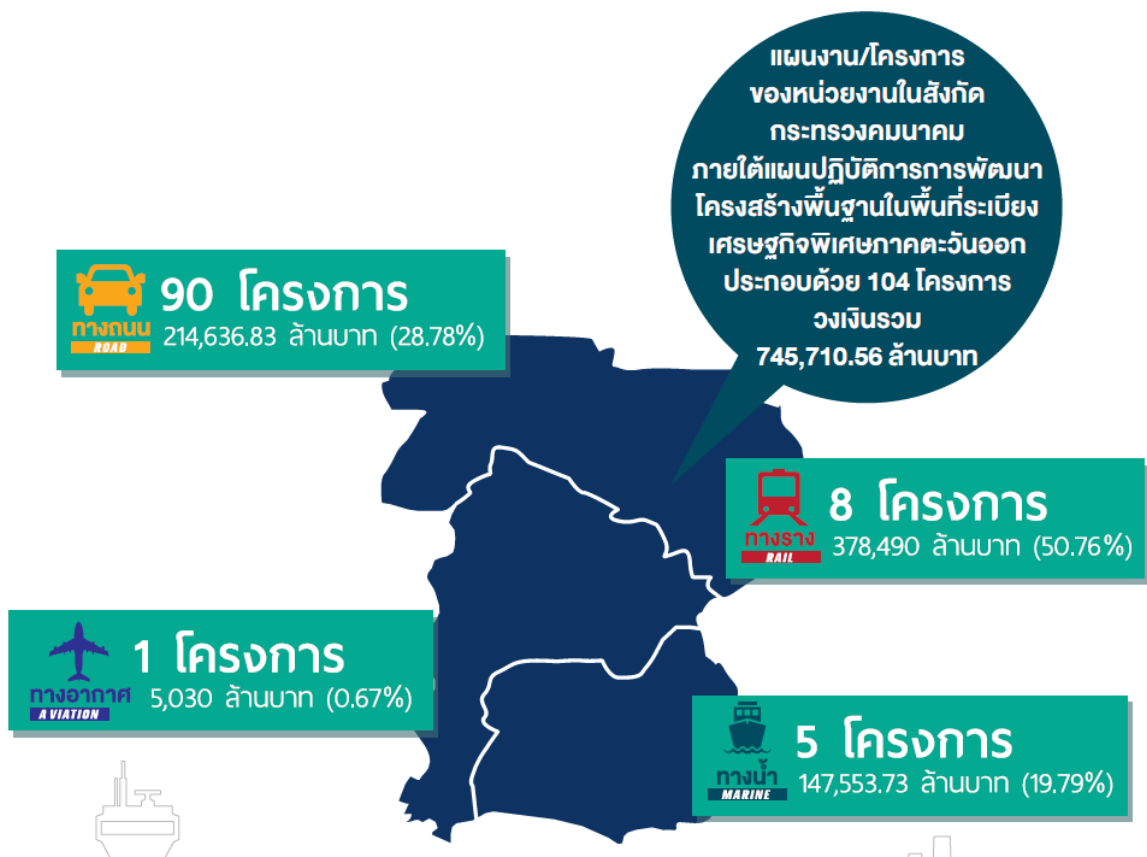 แผนงาน/โครงการ
ของหน่วยงานในสังกัด
กระทรวงคมนาคม
ภายใต้แผนปฏิบัติการการพัฒนา
โครงสร้างพื้นฐานในพื้นที่ระเบียง
เศรษฐกิจพิเศษภาคตะวันออก
ประกอบด้วย 104 โครงการ
วงเงินรวม
745,710.56 ล้านบาท
90 โครงการ
214,636.83 ล้านบาท (28.78%)
ทางถนน
ROAD
8 โครงการ
378,490 ล้านบาท (50.76%)
ทางราง
RAIL
1 โครงการ
5,030 ล้านบาท (0.67%)
ทางอากาศ
AVIATION
5 โครงการ
147,553.73 ล้านบาท (19.79%)
ทางน้ำ
MARINE